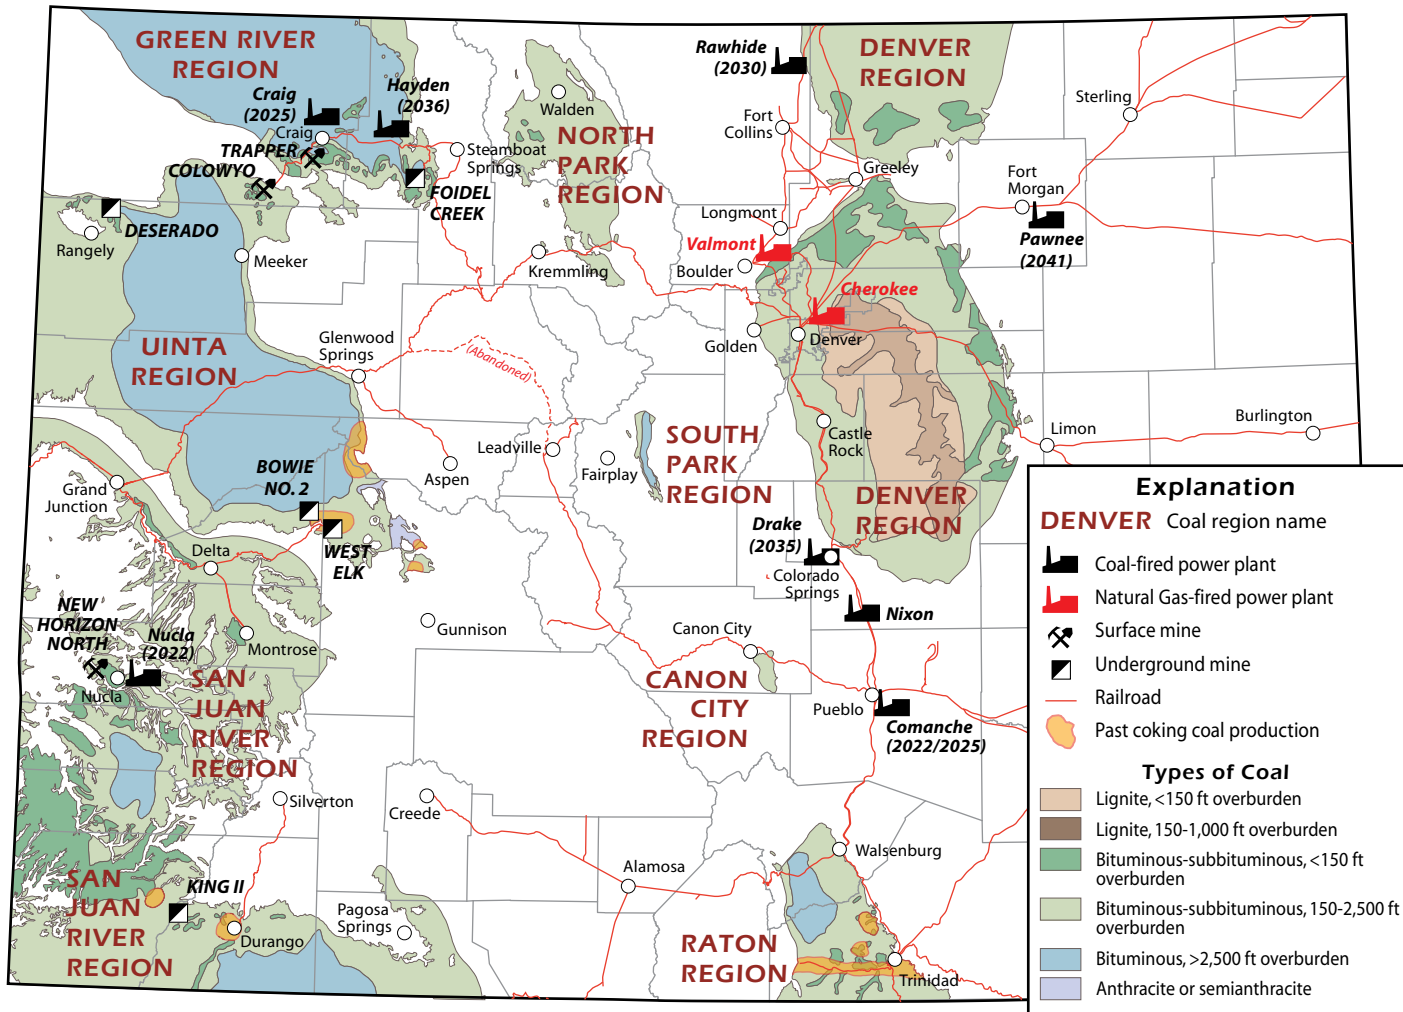 GREEN RIVER
REGION
Craig
(2025)
Hayden
(2036)
Craig
TRAPPER
COLOWYO
Steamboat
Springs
FOIDEL
CREEK
Walden
NORTH
PARK
REGION
Rawhide
(2030)
DENVER
REGION
Fort
Collins
Sterling
Greeley
Fort
Morgan
Pawnee
(2041)
Longmont
Valmont
Boulder
Cherokee
Golden
Denver
DESERADO
Rangely
Meeker
Kremmling
UINTA
REGION
Glenwood
Springs
(Abandoned)
Leadville
Aspen
Fairplay
SOUTH
PARK
REGION
Castle
Rock
DENVER
REGION
Limon
Burlington
BOWIE
NO. 2
Grand
Junction
WEST
ELK
Delta
Drake
(2035)
Colorado
Springs
Nixon
NEW
HORIZON
NORTH
Nucla
(2022)
Nucla
Montrose
Gunnison
Canon City
SAN
JUAN
RIVER
REGION
CANON
CITY
REGION
Pueblo
Comanche
(2022/2025)
Silverton
Creede
Walsenburg
Alamosa
SAN
JUAN
RIVER
REGION
KING II
Durango
Pagosa
Springs
RATON
REGION
Trinidad
Explanation
DENVER Coal region name
Coal-fired power plant
Natural Gas-fired power plant
Surface mine
Underground mine
Railroad
Past coking coal production
Types of Coal
Lignite, <150 ft overburden
Lignite, 150-1,000 ft overburden
Bituminous-subbituminous, <150 ft
overburden
Bituminous-subbituminous, 150-2,500 ft
overburden
Bituminous, >2,500 ft overburden
Anthracite or semianthracite